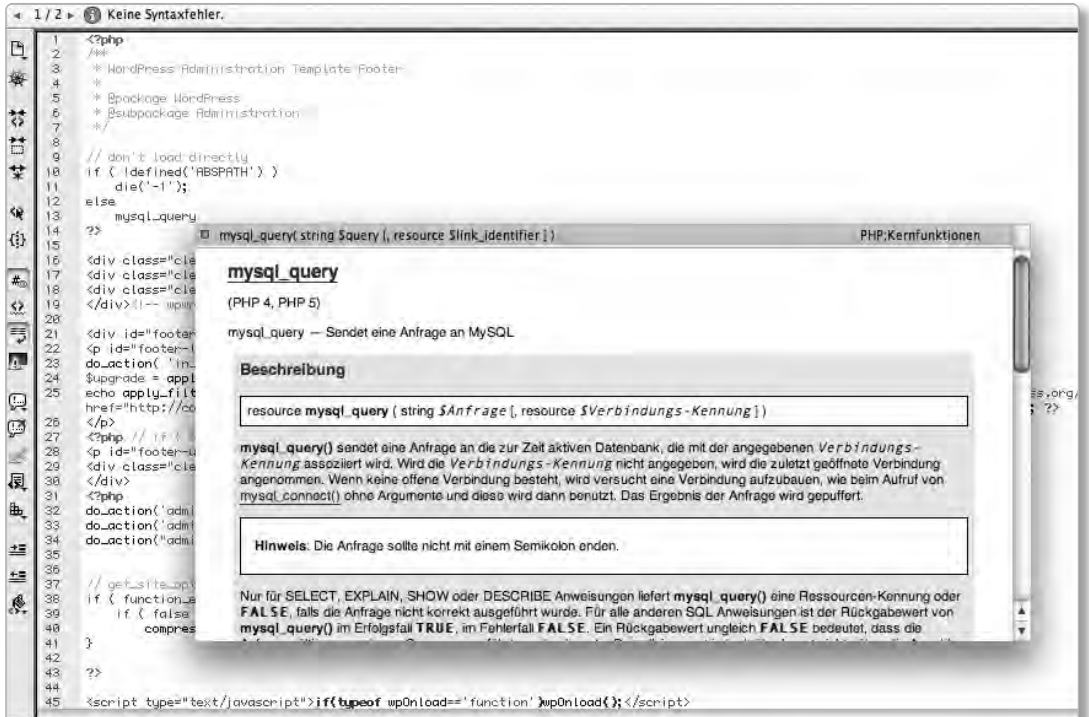 1 / 2 Keine Syntaxfehler.
1 <?php
2 /**
3 * WordPress Administration Template Footer
4 *
5 * @package WordPress
6 * @subpackage Administration
7 */
8
9 // don't load directly
10 if ( !defined('ABSPATH') )
11 die('-1');
12 else
13 mysql_query
14 ?>
15
16 <div class="cle
17 <div class="cle
18 <div class="cle
19 </div><!-- wpwr
20
21 <div id="footer
22 <p id="footer-l
23 do_action( 'in_
24 $upgrade = appl
25 echo apply_filt
ss.org/
href="http://co
; ?>
26 </p>
27 <?php // if (
28 <p id="footer-u
29 <div class="cle
30 </div>
31 <?php
32 do_action('admi
33 do_action('admi
34 do_action("admi
35
36
37 // get_site_opt
38 if ( function_e
39 if ( false
40 compres
41 }
42
43 ?>
44
45 <script type="text/javascript">if(typeof wpOnload=='function')wpOnload();</script>
mysql_query( string $query [, resource $link_identifier ] ) PHP;Kernfunktionen
mysql_query
(PHP 4, PHP 5)
mysql_query — Sendet eine Anfrage an MySQL
Beschreibung
resource mysql_query ( string $Anfrage [, resource $Verbindungs-Kennung ] )
mysql_query() sendet eine Anfrage an die zur Zeit aktiven Datenbank, die mit der angegebenen Verbindungs-
Kennung assoziiert wird. Wird die Verbindungs-Kennung nicht angegeben, wird die zuletzt geöffnete Verbindung
angenommen. Wenn keine offene Verbindung besteht, wird versucht eine Verbindung aufzubauen, wie beim Aufruf von
mysql_connect() ohne Argumente und diese wird dann benutzt. Das Ergebnis der Anfrage wird gepuffert.
Hinweis: Die Anfrage sollte nicht mit einem Semikolon enden.
Nur für SELECT, EXPLAIN, SHOW oder DESCRIBE Anweisungen liefert mysql_query() eine Ressourcen-Kennung oder
FALSE, falls die Anfrage nicht korrekt ausgeführt wurde. Für alle anderen SQL Anweisungen ist der Rückgabewert von
mysql_query() im Erfolgsfall TRUE, im Fehlerfall FALSE. Ein Rückgabewert ungleich FALSE bedeutet, dass die